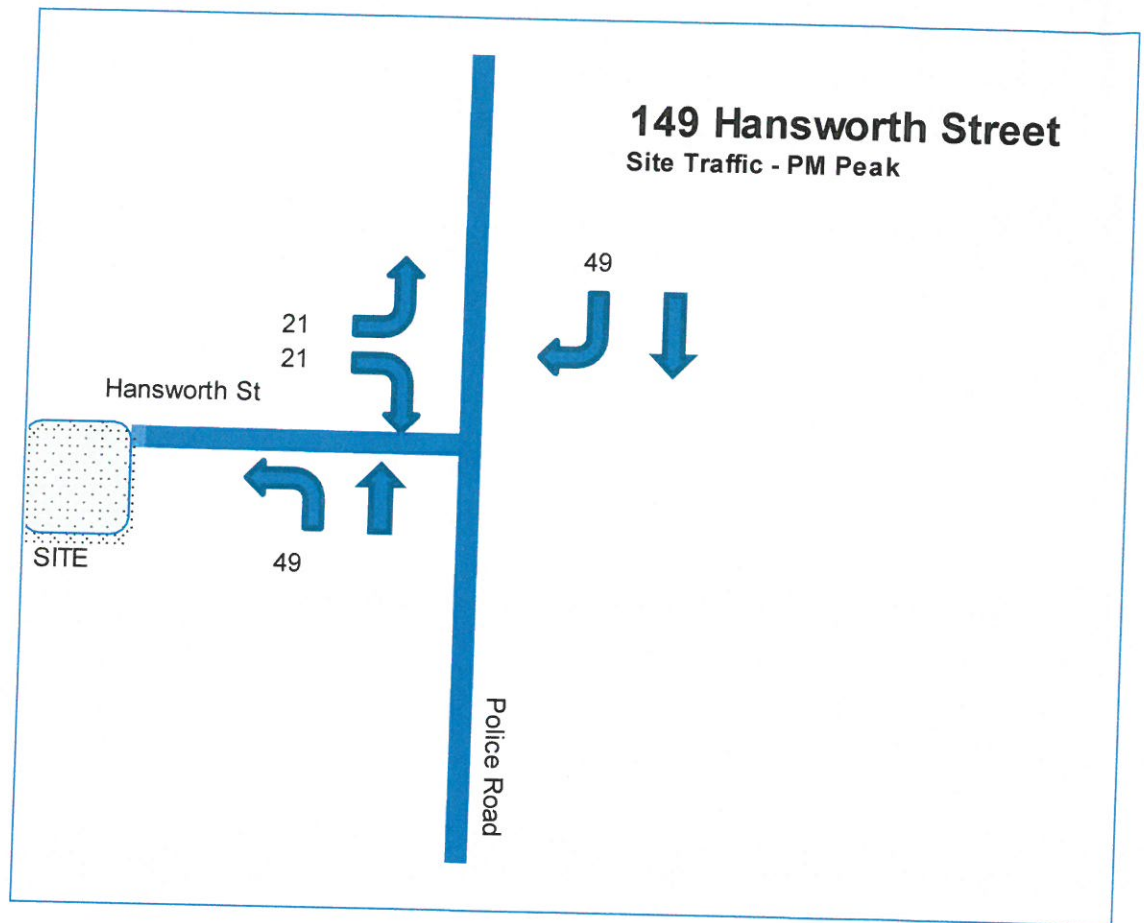 149 Hansworth Street
Site Traffic - PM Peak
49
21
21
Hansworth St
SITE
49
Police Road